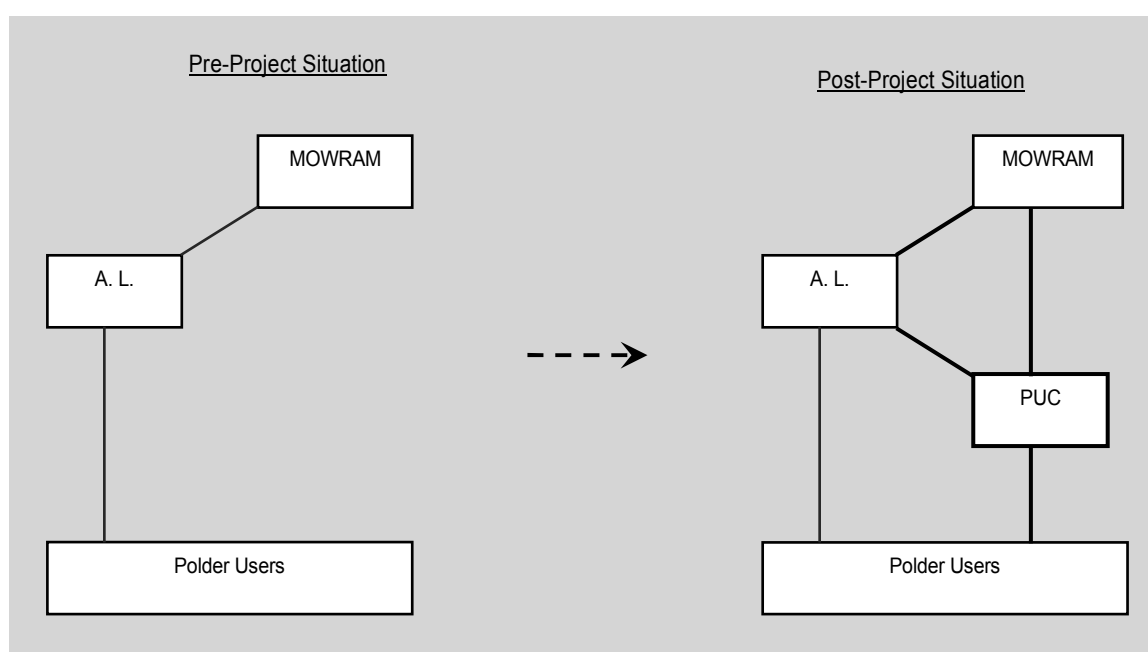 Pre-Project Situation
MOWRAM
A. L.
Polder Users
Post-Project Situation
MOWRAM
A. L.
PUC
Polder Users